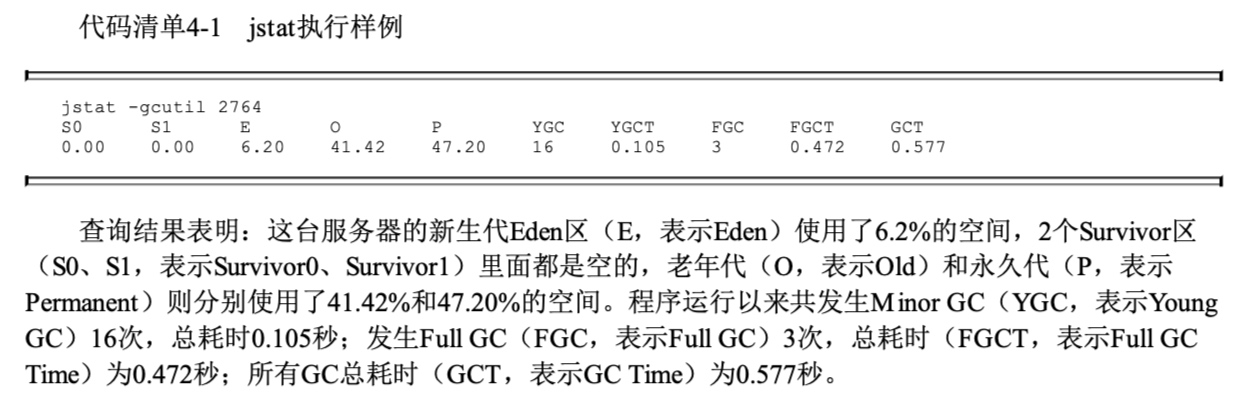 代码清单4-1 jstat执行样例
jstat -gcutil 2764
S0 S1 E O P YGC YGCT FGC FGCT GCT
0.00 0.00 6.20 41.42 47.20 16 0.105 3 0.472 0.577
查询结果表明：这台服务器的新生代Eden区（E，表示Eden）使用了6.2%的空间，2个Survivor区
（S0、S1，表示Survivor0、Survivor1）里面都是空的，老年代（O，表示Old）和永久代（P，表示
Permanent）则分别使用了41.42%和47.20%的空间。程序运行以来共发生Minor GC（YGC，表示Young
GC）16次，总耗时0.105秒；发生Full GC（FGC，表示Full GC）3次，总耗时（FGCT，表示Full GC
Time）为0.472秒；所有GC总耗时（GCT，表示GC Time）为0.577秒。